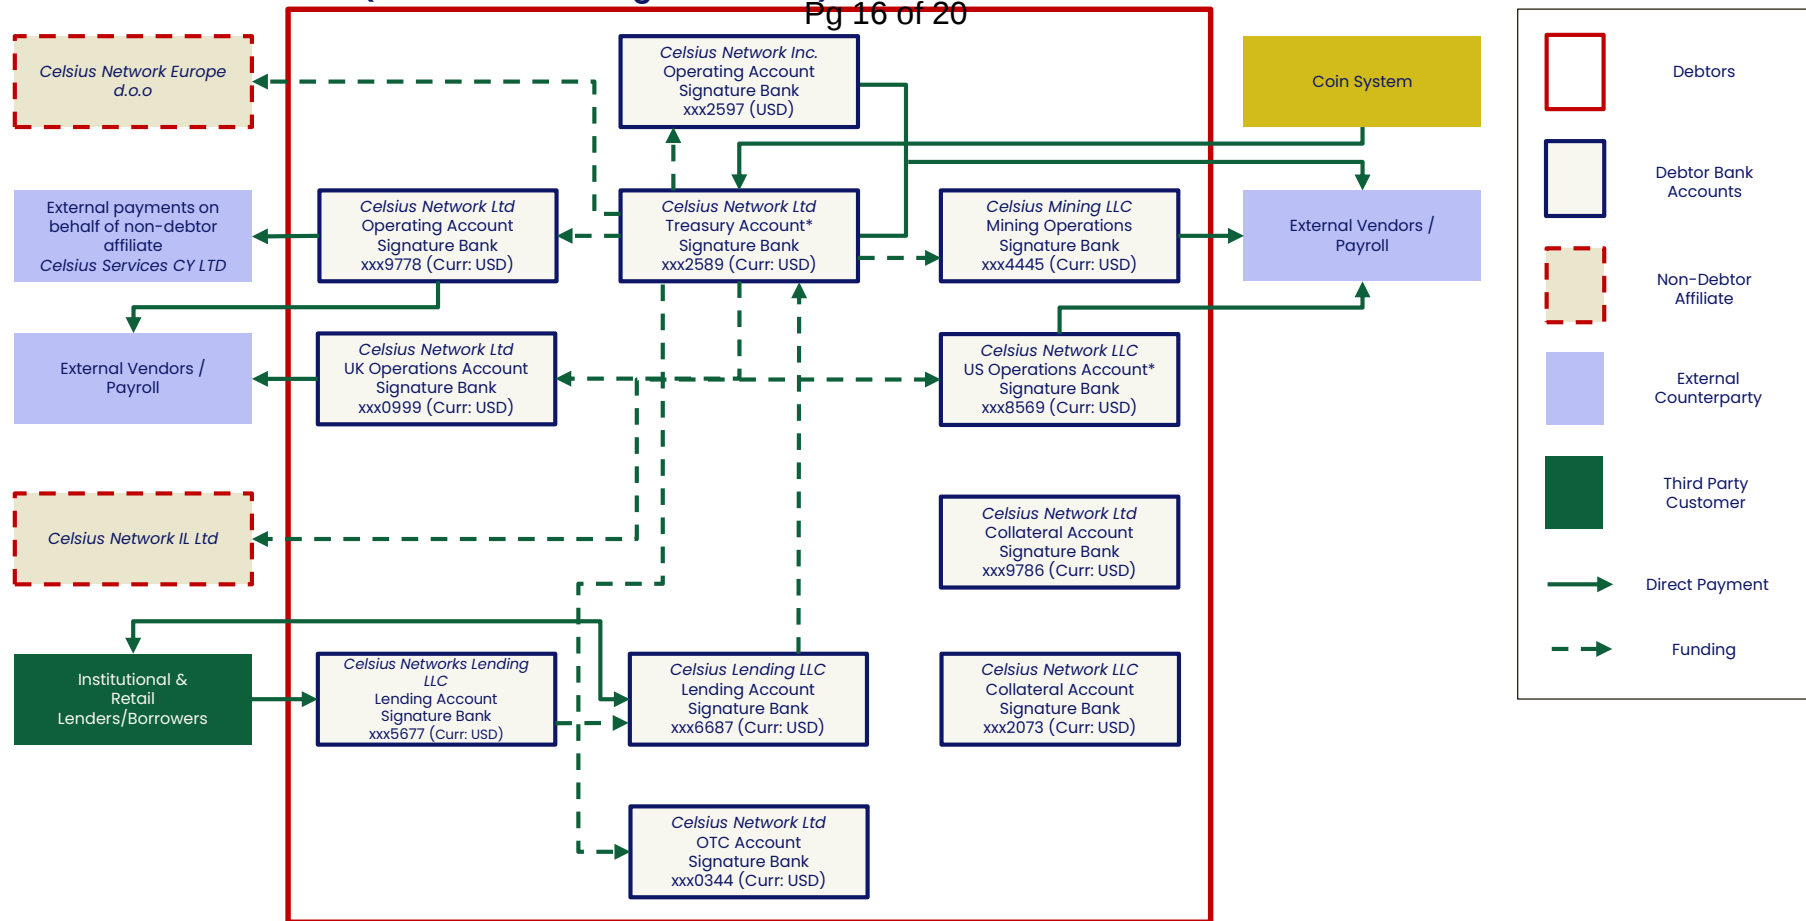 Pg 16 of 20
Celsius Network Europe
d.o.o
Celsius Network Inc.
Operating Account
Signature Bank
xxx2597 (USD)
Coin System
External payments on
behalf of non-debtor
affiliate
Celsius Services CY LTD
Celsius Network Ltd
Operating Account
Signature Bank
xxx9778 (Curr: USD)
Celsius Network Ltd
Treasury Account*
Signature Bank
xxx2589 (Curr: USD)
Celsius Mining LLC
Mining Operations
Signature Bank
xxx4445 (Curr: USD)
External Vendors /
Payroll
External Vendors /
Payroll
Celsius Network Ltd
UK Operations Account
Signature Bank
xxx0999 (Curr: USD)
Celsius Network LLC
US Operations Account*
Signature Bank
xxx8569 (Curr: USD)
Celsius Network IL Ltd
Celsius Network Ltd
Collateral Account
Signature Bank
xxx9786 (Curr: USD)
Institutional &
Retail
Lenders/Borrowers
Celsius Networks Lending
LLC
Lending Account
Signature Bank
xxx5677 (Curr: USD)
Celsius Lending LLC
Lending Account
Signature Bank
xxx6687 (Curr: USD)
Celsius Network LLC
Collateral Account
Signature Bank
xxx2073 (Curr: USD)
Celsius Network Ltd
OTC Account
Signature Bank
xxx0344 (Curr: USD)
Debtors
Debtor Bank
Accounts
Non-Debtor
Affiliate
External
Counterparty
Third Party
Customer
Direct Payment
Funding